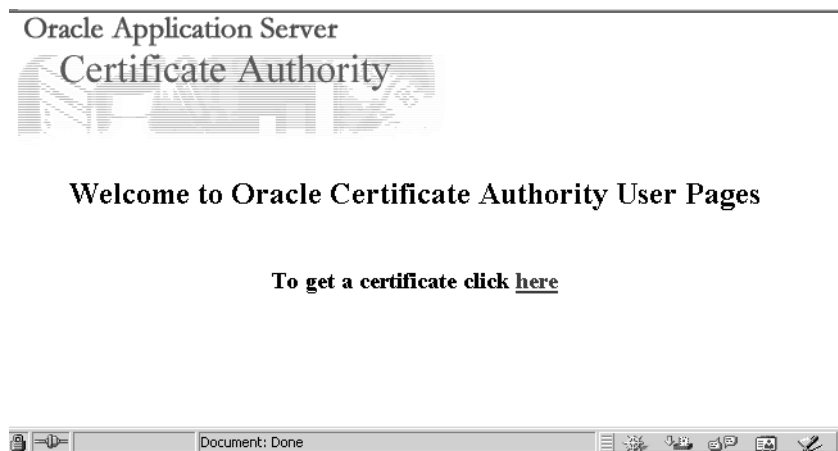 Oracle Application Server
Certificate Authority
Welcome to Oracle Certificate Authority User Pages
To get a certificate click here
Document: Done